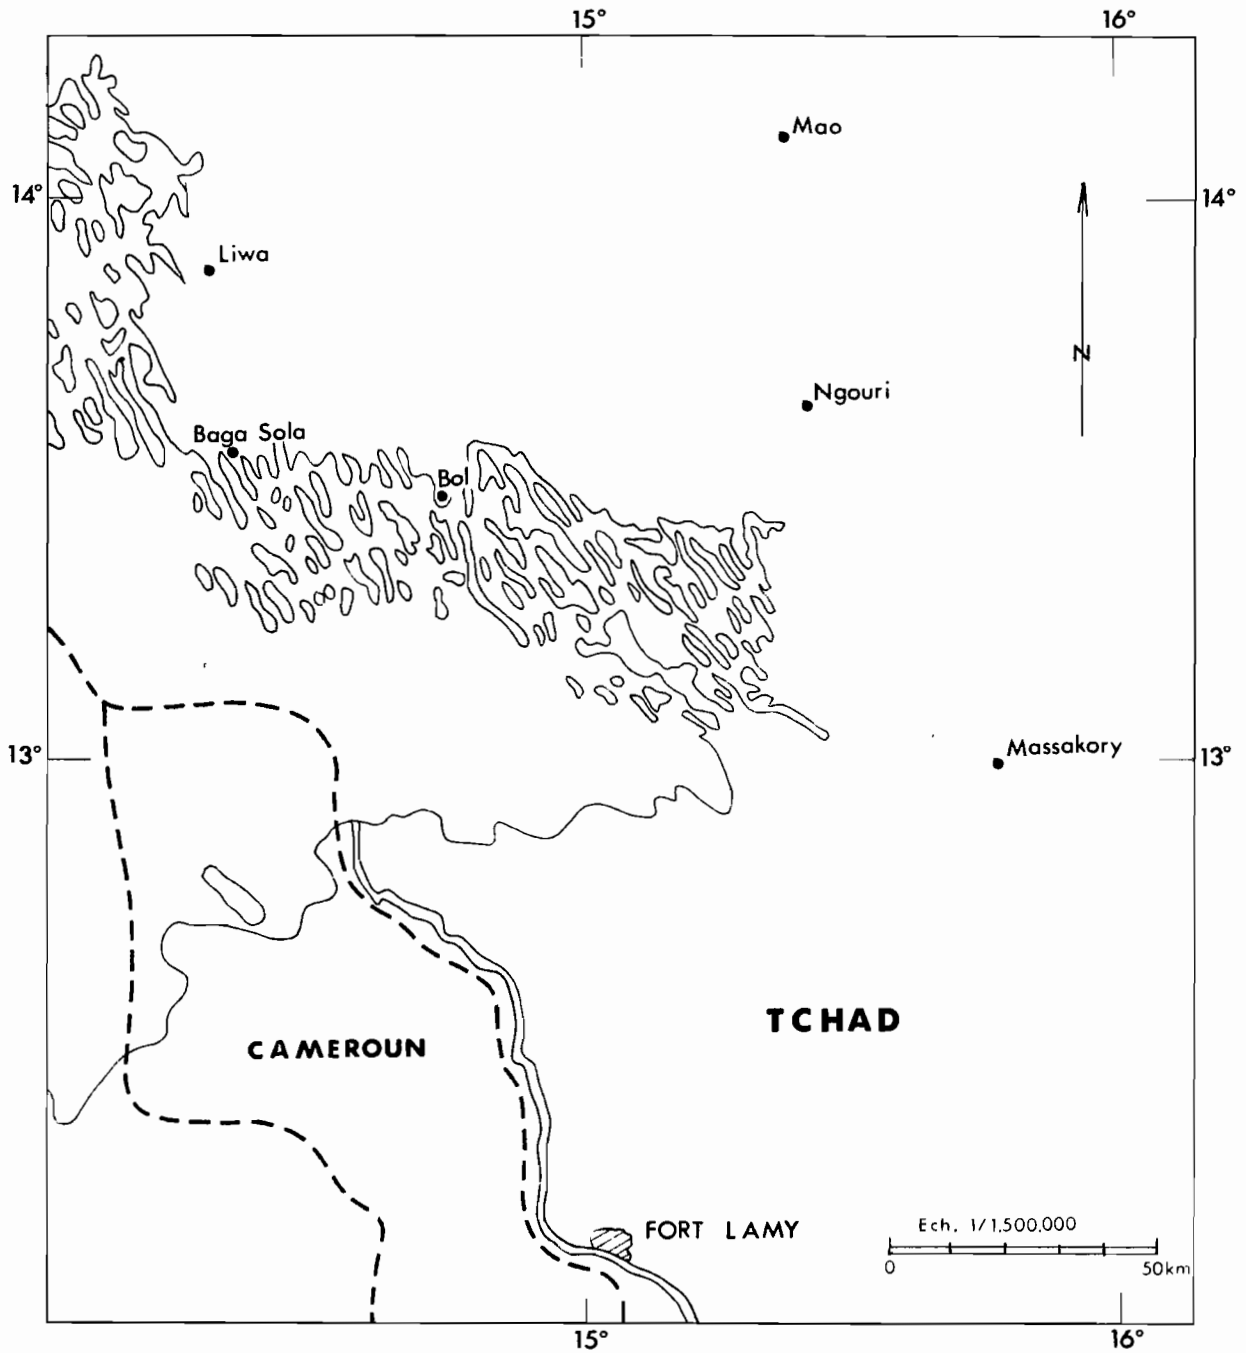 15° 16°
Mao
14° 14°
Liwa
N
Ngouri
Baga Sola
Bol
13° 13°
Massakory
TCHAD
CAMEROUN
FORT LAMY
Ech. 1/1,500,000
0 50km
15° 16°